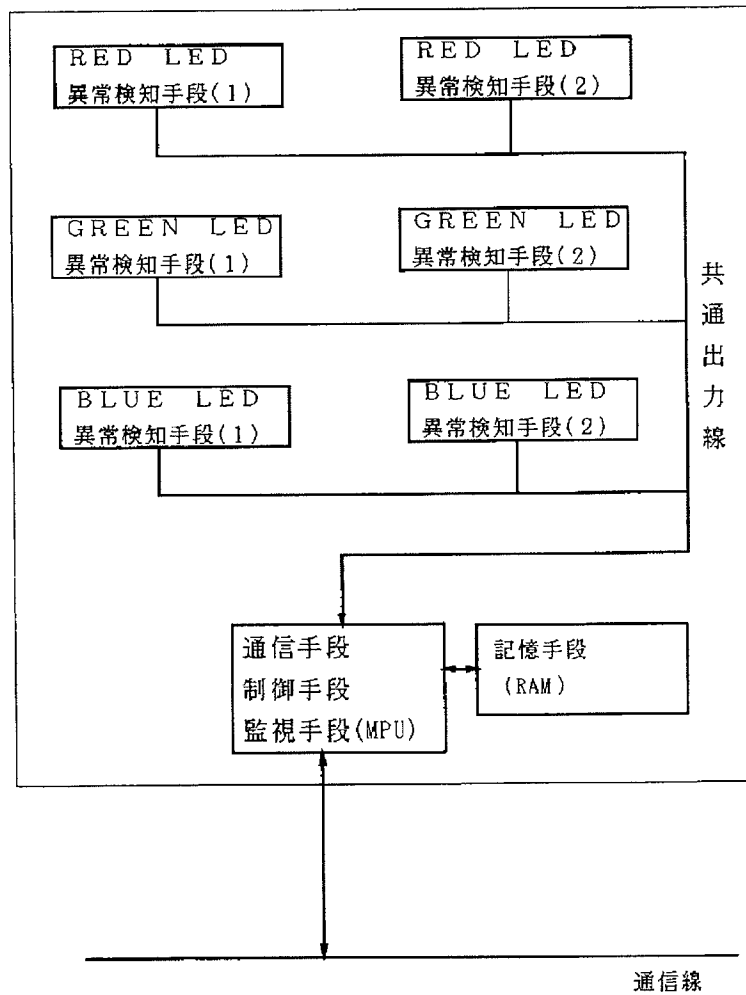 RED LED
異常検知手段(1)
RED LED
異常検知手段(2)
GREEN LED
異常検知手段(1)
GREEN LED
異常検知手段(2)
BLUE LED
異常検知手段(1)
BLUE LED
異常検知手段(2)
共通出力線
通信手段
制御手段
監視手段(MPU)
記憶手段
(RAM)
通信線